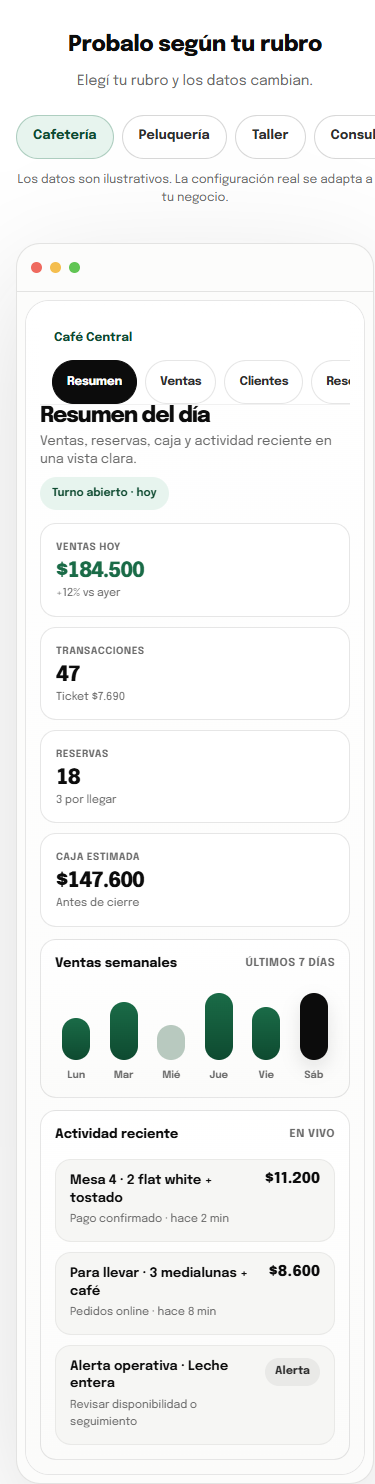 Probalo según tu rubro
Elegí tu rubro y los datos cambian.
Cafetería Peluquería Taller Consul
Los datos son ilustrativos. La configuración real se adapta a
tu negocio.
Café Central
Resumen Ventas Clientes Rese
Resumen del día
Ventas, reservas, caja y actividad reciente en
una vista clara.
Turno abierto · hoy
VENTAS HOY
$184.500
+12% vs ayer
TRANSACCIONES
47
Ticket $7.690
RESERVAS
18
3 por llegar
CAJA ESTIMADA
$147.600
Antes de cierre
Ventas semanales ÚLTIMOS 7 DÍAS
Lun Mar Mié Jue Vie Sáb
Actividad reciente EN VIVO
Mesa 4 · 2 flat white + $11.200
tostado
Pago confirmado · hace 2 min
Para llevar · 3 medialunas + $8.600
café
Pedidos online · hace 8 min
Alerta operativa · Leche Alerta
entera
Revisar disponibilidad o
seguimiento